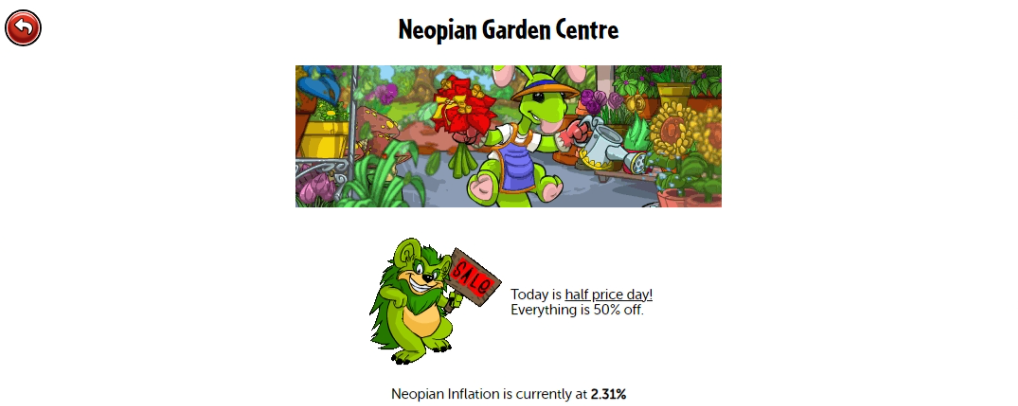 Neopian Garden Centre
SALE
Today is half price day!
Everything is 50% off.
Neopian Inflation is currently at 2.31%